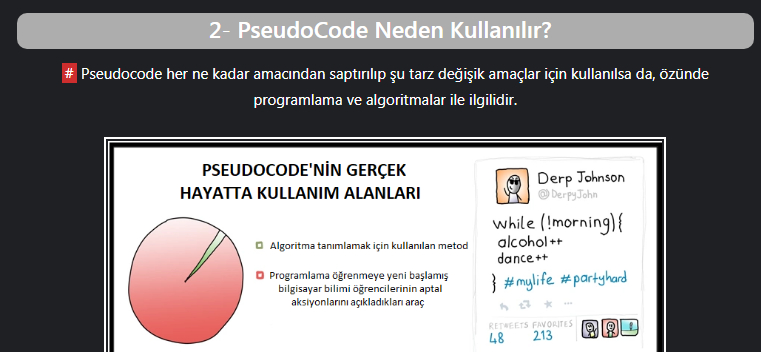 2- PseudoCode Neden Kullanılır?
# Pseudocode her ne kadar amacından saptırılıp şu tarz değişik amaçlar için kullanılsa da, özünde
programlama ve algoritmalar ile ilgilidir.
PSEUDOCODE'NİN GERÇEK
HAYATTA KULLANIM ALANLARI
Algoritma tanımlamak için kullanılan metod
Programlama öğrenmeye yeni başlamış
bilgisayar bilimi öğrencilerinin aptal
aksiyonlarını açıkladıkları araç
Derp Johnson
@DerpyJohn
while (!morning){
alcohol++
dance++
} #mylife #partyhard
RETWEETS FAVORITES
48 213